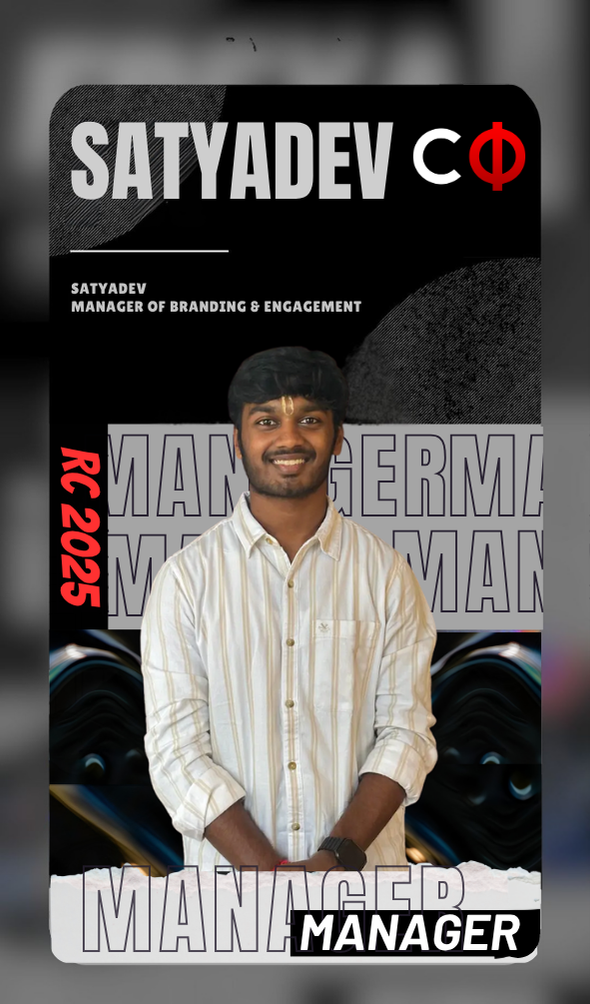 SATYADEV CΦ
SATYADEV
MANAGER OF BRANDING & ENGAGEMENT
RC 2025
MANAGERMA
MAN
MANAGER
MANAGER